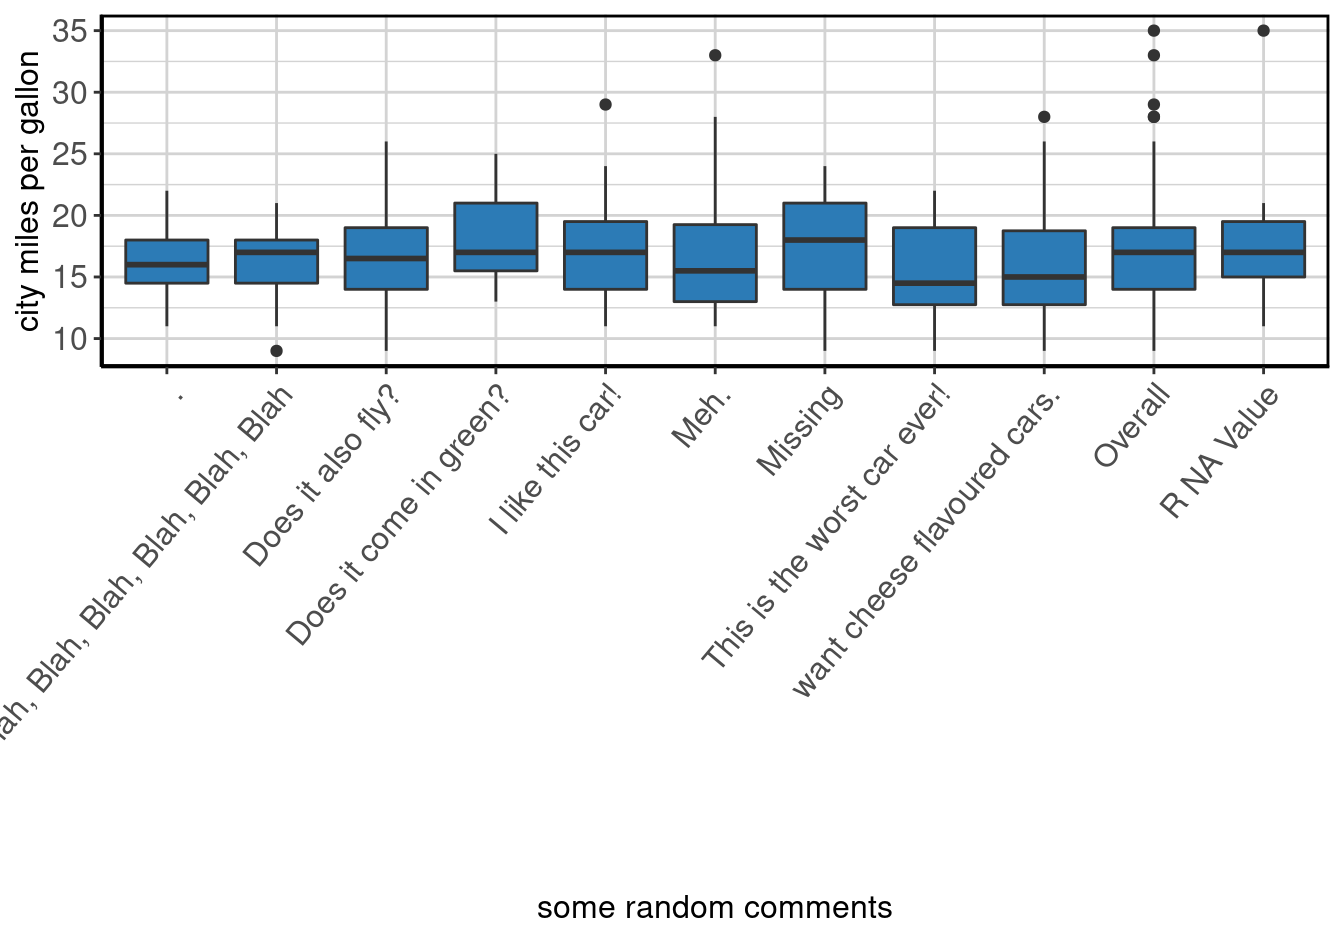 city miles per gallon
35
30
25
20
15
10
.
Blah, Blah, Blah, Blah, Blah, Blah
Does it also fly?
Does it come in green?
I like this car!
Meh.
Missing
This is the worst car ever!
want cheese flavoured cars.
Overall
R NA Value
some random comments